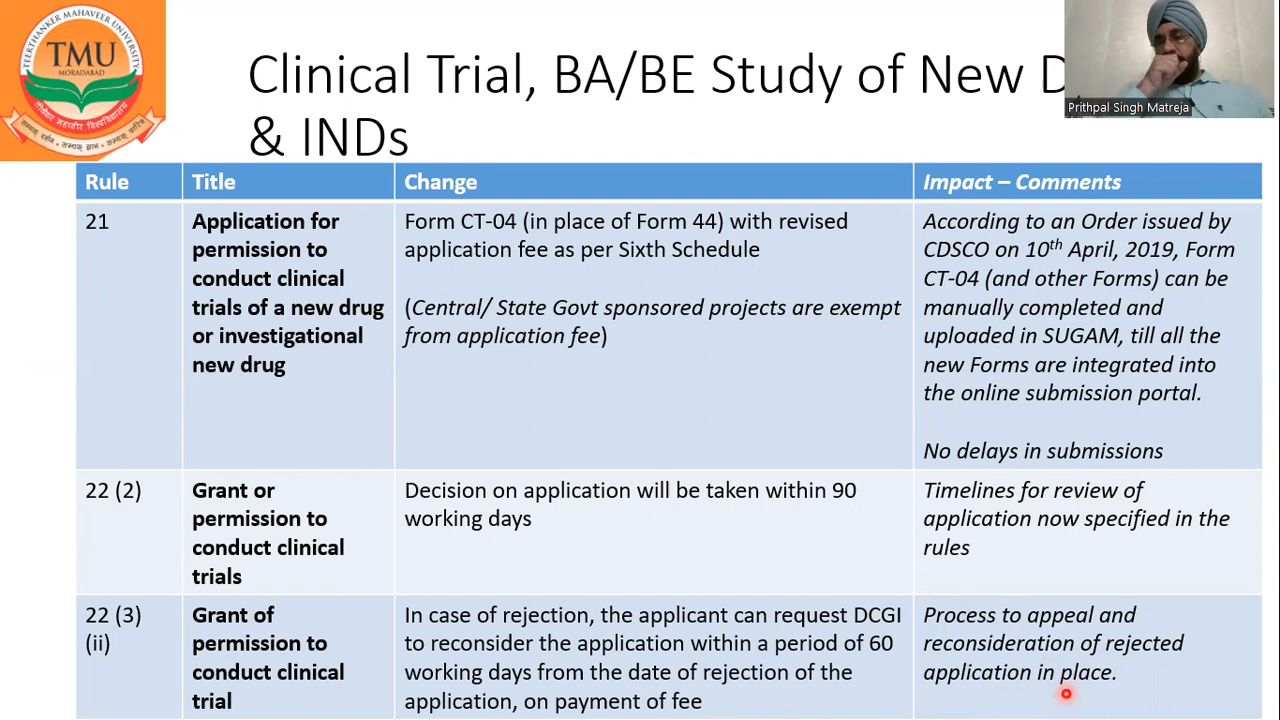 TEERTHANKER MAHAVEER UNIVERSITY
TMU
MORADABAD
तीर्थंकर महावीर विश्वविद्यालय
Clinical Trial, BA/BE Study of New D
& INDs
Prithpal Singh Matreja
Rule
Title
Change
Impact – Comments
21
Application for
permission to
conduct clinical
trials of a new drug
or investigational
new drug
Form CT-04 (in place of Form 44) with revised
application fee as per Sixth Schedule
(Central/ State Govt sponsored projects are exempt
from application fee)
According to an Order issued by
CDSCO on 10th April, 2019, Form
CT-04 (and other Forms) can be
manually completed and
uploaded in SUGAM, till all the
new Forms are integrated into
the online submission portal.
No delays in submissions
22 (2)
Grant or
permission to
conduct clinical
trials
Decision on application will be taken within 90
working days
Timelines for review of
application now specified in the
rules
22 (3)
(ii)
Grant of
permission to
conduct clinical
trial
In case of rejection, the applicant can request DCGI
to reconsider the application within a period of 60
working days from the date of rejection of the
application, on payment of fee
Process to appeal and
reconsideration of rejected
application in place.